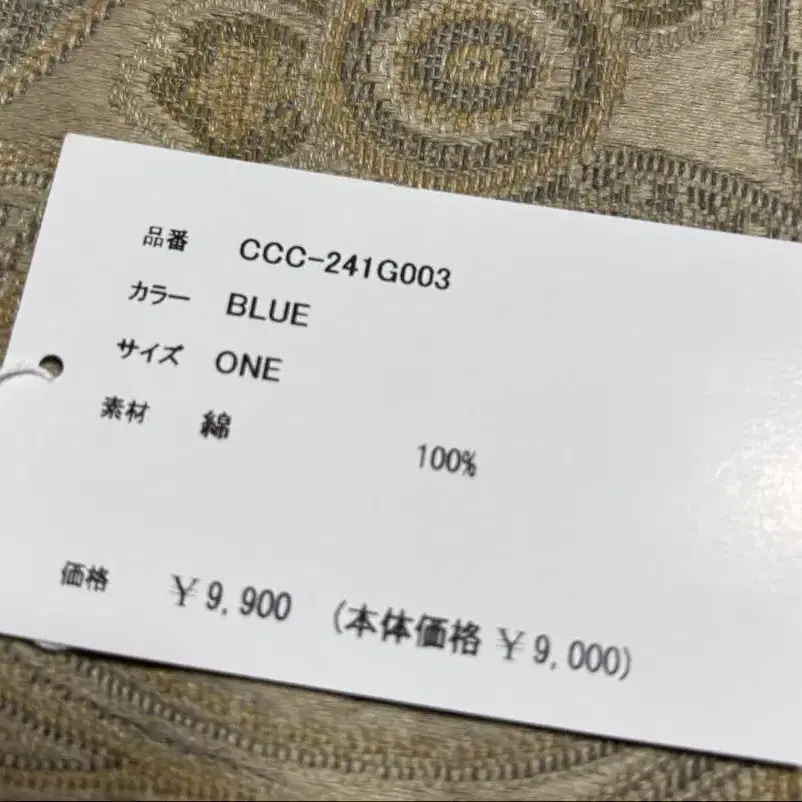 品番 CCC-241G003
カラー BLUE
サイズ ONE
素材 綿 100%
価格 ￥9,900 (本体価格 ￥9,000)